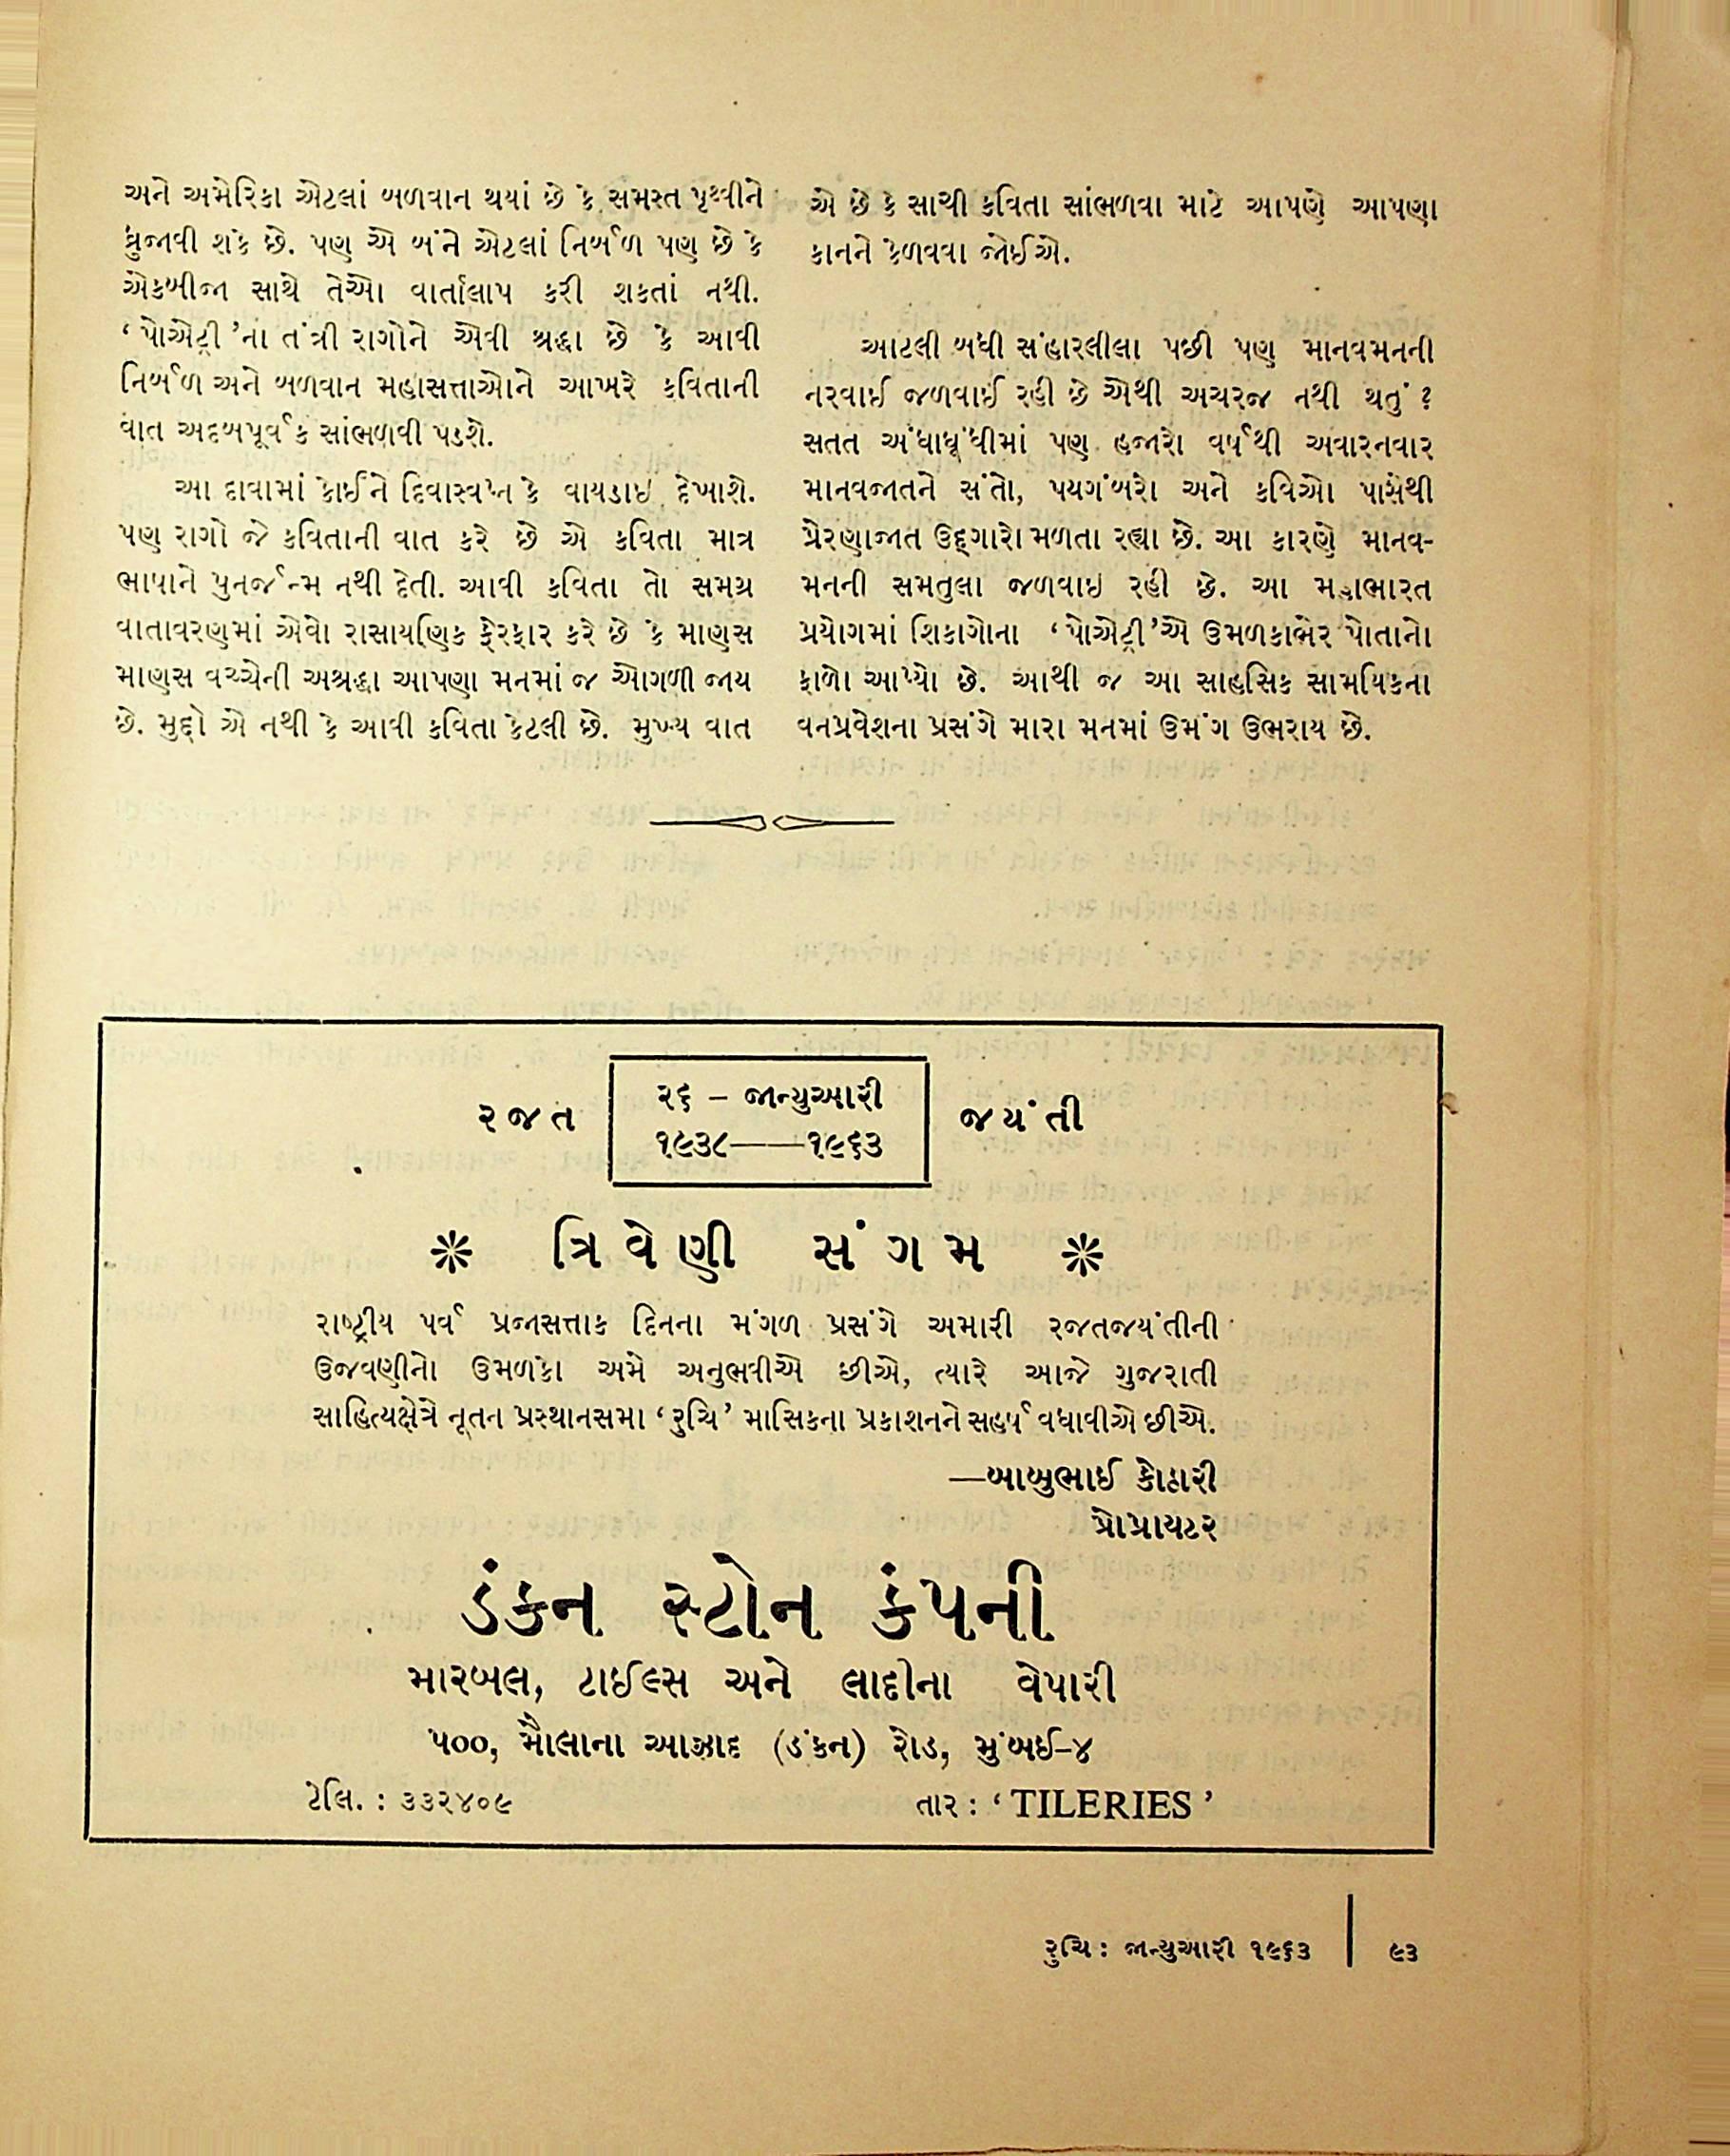 અને અમેરિકા એટલાં બળવાન થયાં છે કે સમસ્ત પૃથ્વીને
ધ્રુજાવી શકે છે. પણ એ બંને એટલાં નિર્બળ પણ છે કે
એકબીજા સાથે તેઓ વાર્તાલાપ કરી શકતાં નથી.
‘પોએટ્રી’ના તંત્રી રાગોને એવી શ્રદ્ધા છે કે આવી
નિર્બળ અને બળવાન મહાસત્તાઓને આખરે કવિતાની
વાત અદબપૂર્વક સાંભળવી પડશે.
આ દાવામાં કોઈને દિવાસ્વપ્ન કે વાયડાઇ દેખાશે.
પણ રાગો જે કવિતાની વાત કરે છે એ કવિતા માત્ર
ભાષાને પુનર્જન્મ નથી દેતી. આવી કવિતા તો સમગ્ર
વાતાવરણમાં એવો રાસાયણિક ફેરફાર કરે છે કે માણસ
માણસ વચ્ચેની અશ્રદ્ધા આપણા મનમાં જ ઓગળી જાય
છે. મુદ્દો એ નથી કે આવી કવિતા કેટલી છે. મુખ્ય વાત
એ છે કે સાચી કવિતા સાંભળવા માટે આપણે આપણા
કાનને કેળવવા જોઈએ.
આટલી બધી સંહારલીલા પછી પણ માનવમનની
નરવાઈ જળવાઈ રહી છે એથી અચરજ નથી થતું ?
સતત અંધાધૂંધીમાં પણ હજારો વર્ષથી અવારનવાર
માનવજાતને સંતો, પયગંબરો અને કવિઓ પાસેથી
પ્રેરણાજાત ઉદ્‌ગારો મળતા રહ્યા છે. આ કારણે માનવ-
મનની સમતુલા જળવાઇ રહી છે. આ મહાભારત
પ્રયોગમાં શિકાગોના ‘પોએટ્રી’એ ઉમળકાભેર પોતાનો
ફાળો આપ્યો છે. આથી જ આ સાહસિક સામયિકના
વનપ્રવેશના પ્રસંગે મારા મનમાં ઉમંગ ઉભરાય છે.
રજત
૨૬ – જાન્યુઆરી
૧૯૩૮——૧૯૬૩
જયંતી
❊ ત્રિવેણી સંગમ ❊
રાષ્ટ્રીય પર્વ પ્રજાસત્તાક દિનના મંગળ પ્રસંગે અમારી રજતજયંતીની
ઉજવણીનો ઉમળકો અમે અનુભવીએ છીએ, ત્યારે આજે ગુજરાતી
સાહિત્યક્ષેત્રે નૂતન પ્રસ્થાનસમા ‘રુચિ’ માસિકના પ્રકાશનને સહર્ષ વધાવીએ છીએ.
—બાબુભાઈ કોઠારી
પ્રોપ્રાયટર
ડંકન સ્ટોન કંપની
મારબલ, ટાઈલ્સ અને લાદીના વેપારી
૫૦૦, મૌલાના આઝાદ (ડંકન) રોડ, મુંબઈ-૪
ટેલિ. : ૩૩૨૪૦૯
તાર : ‘TILERIES’
રુચિ : જાન્યુઆરી ૧૯૬૩ | ૯૩